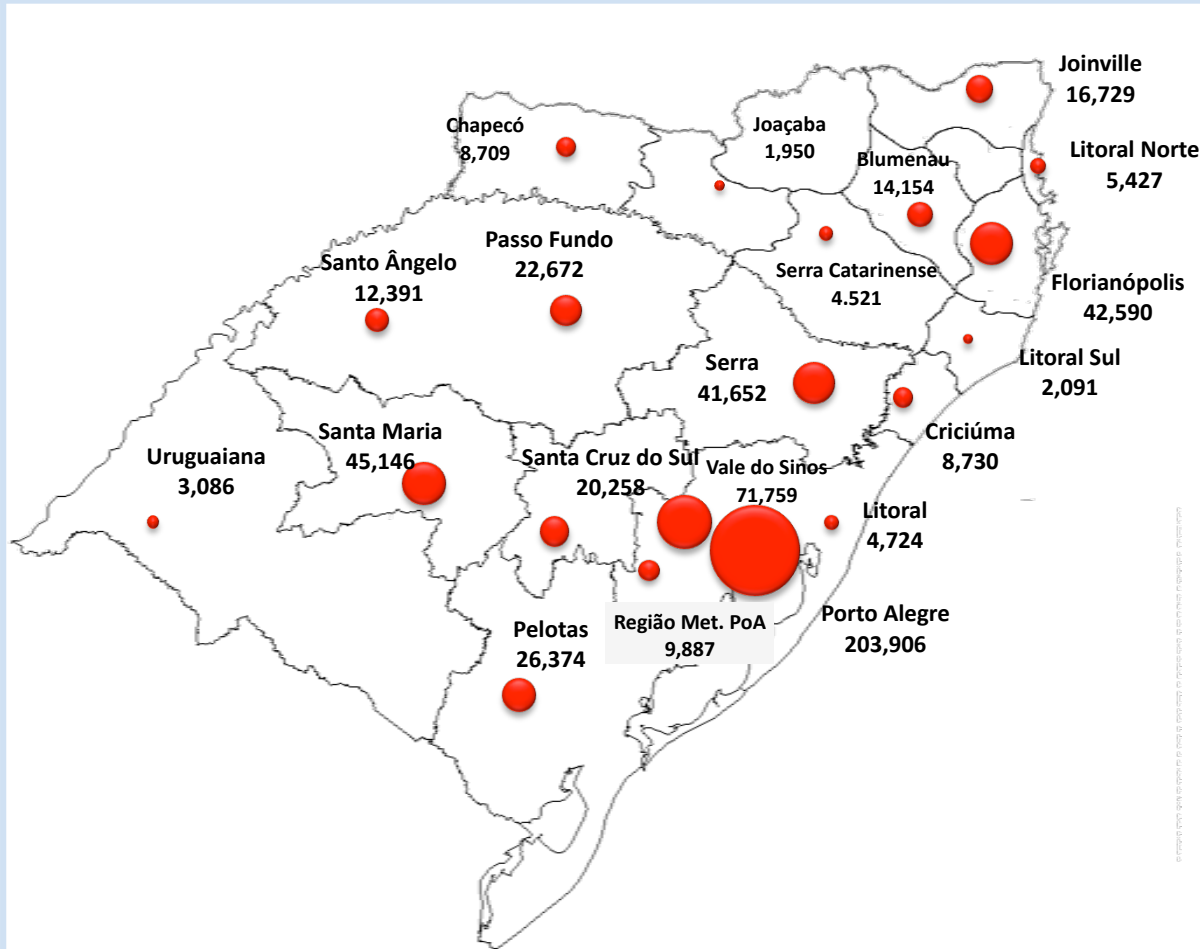 Joinville
16,729
Chapecó
8,709
Joaçaba
1,950
Litoral Norte
5,427
Blumenau
14,154
Passo Fundo
22,672
Santo Ângelo
12,391
Serra Catarinense
4.521
Florianópolis
42,590
Litoral Sul
2,091
Serra
41,652
Criciúma
8,730
Santa Maria
45,146
Uruguaiana
3,086
Santa Cruz do Sul
20,258
Vale do Sinos
71,759
Litoral
4,724
Porto Alegre
203,906
Região Met. PoA
9,887
Pelotas
26,374